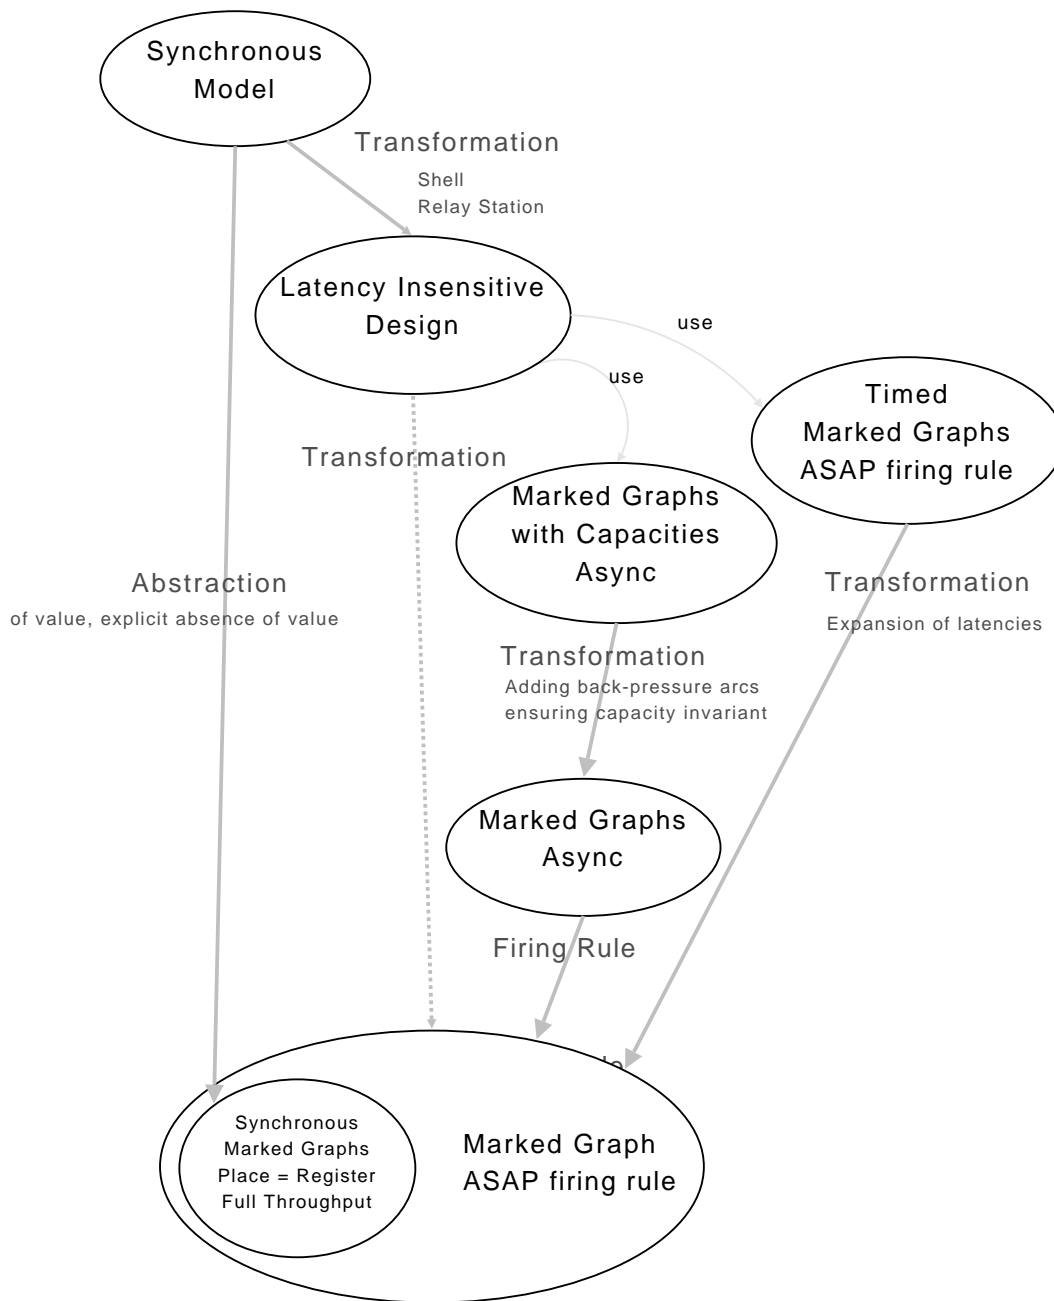 Synchronous
Model
Transformation
Shell
Relay Station
Latency Insensitive
Design
use
use
Timed
Marked Graphs
ASAP firing rule
Transformation
Marked Graphs
with Capacities
Async
Abstraction
of value, explicit absence of value
Transformation
Expansion of latencies
Transformation
Adding back-pressure arcs
ensuring capacity invariant
Marked Graphs
Async
Firing Rule
Synchronous
Marked Graphs
Place = Register
Full Throughput
Marked Graph
ASAP firing rule